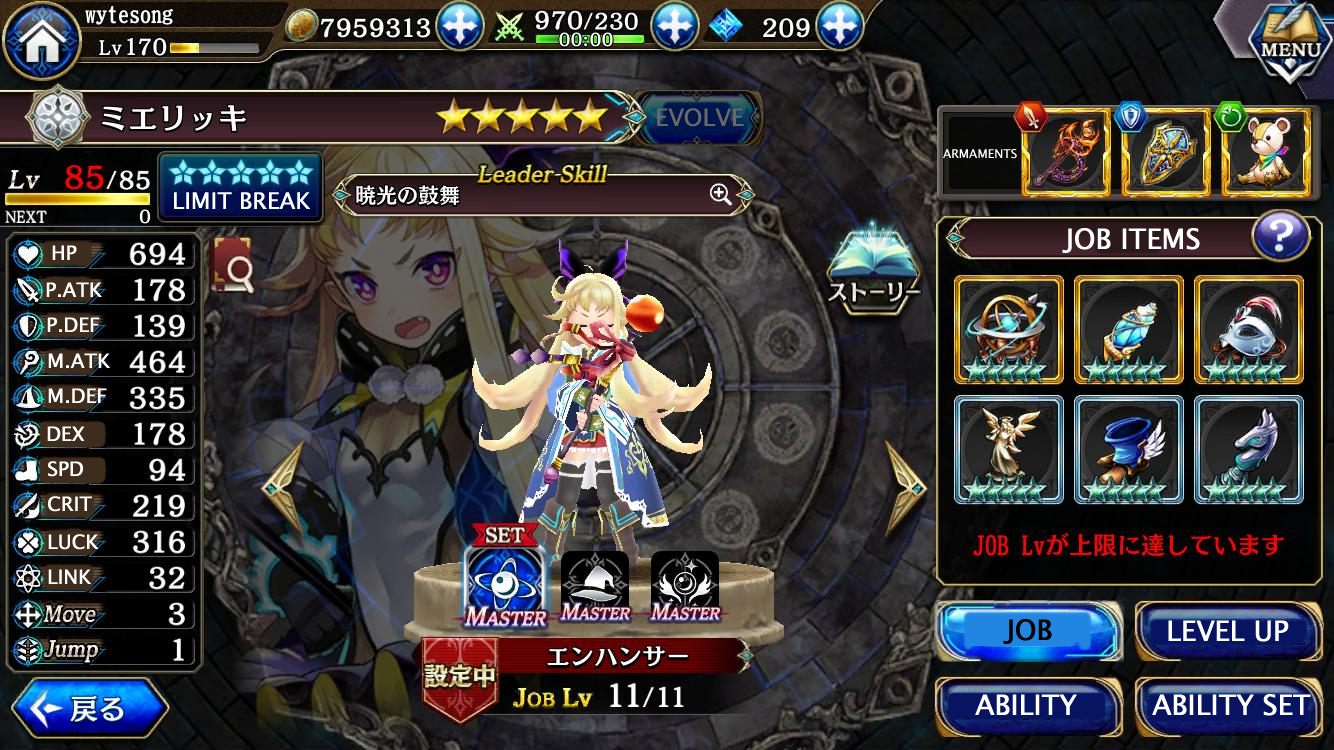 wytesong
Lv 170
7959313
970/230
00:00
209
MENU
ミエリッキ
EVOLVE
ARMAMENTS
Lv 85/85
NEXT 0
LIMIT BREAK
Leader Skill
暁光の鼓舞
JOB ITEMS
?
HP 694
P.ATK 178
P.DEF 139
M.ATK 464
M.DEF 335
DEX 178
SPD 94
CRIT 219
LUCK 316
LINK 32
Move 3
Jump 1
ストーリー
SET
MASTER
MASTER
MASTER
JOB Lvが上限に達しています
設定中
エンハンサー
JOB Lv 11/11
戻る
JOB
LEVEL UP
ABILITY
ABILITY SET